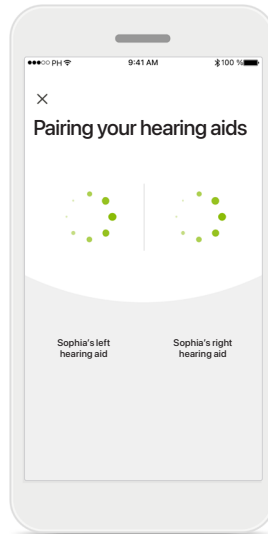 ●●●○○ PH 9:41 AM 100 %
Pairing your hearing aids
Sophia's left
hearing aid
Sophia's right
hearing aid